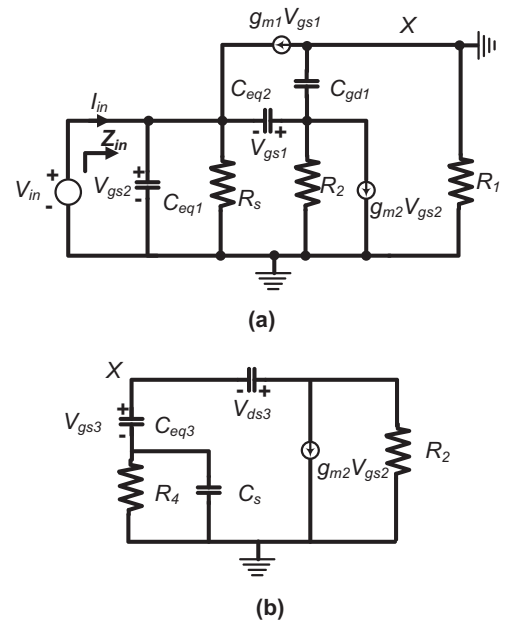 gm1Vgs1
X
Ceq2
Cgd1
Iin
Zin
- +
Vgs1
+
Vin
-
Vgs2
+
-
Ceq1
Rs
R2
gm2Vgs2
R1
(a)
X
- +
Vds3
Vgs3
+
-
Ceq3
gm2Vgs2
R2
R4
Cs
(b)